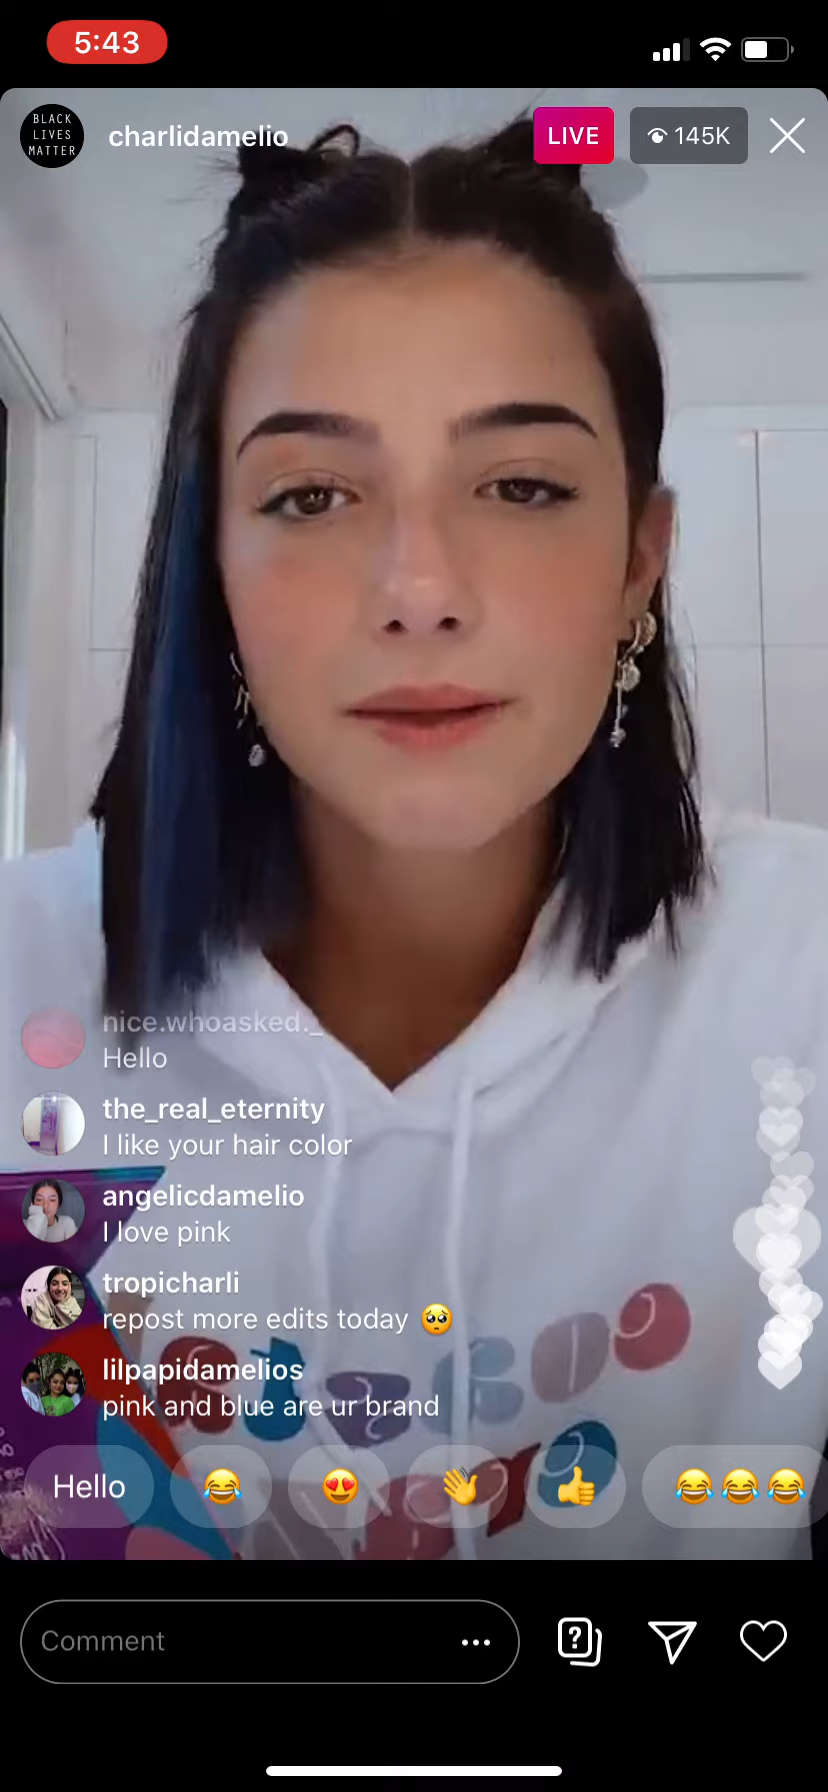 5:43
BLACK
LIVES
MATTER
charlidamelio
LIVE
145K
nice.whoasked._
Hello
the_real_eternity
I like your hair color
angelicdamelio
I love pink
tropicharli
repost more edits today 🥺
lilpapidamelios
pink and blue are ur brand
Hello 😂 😍 👋 👍 😂😂😂
Comment